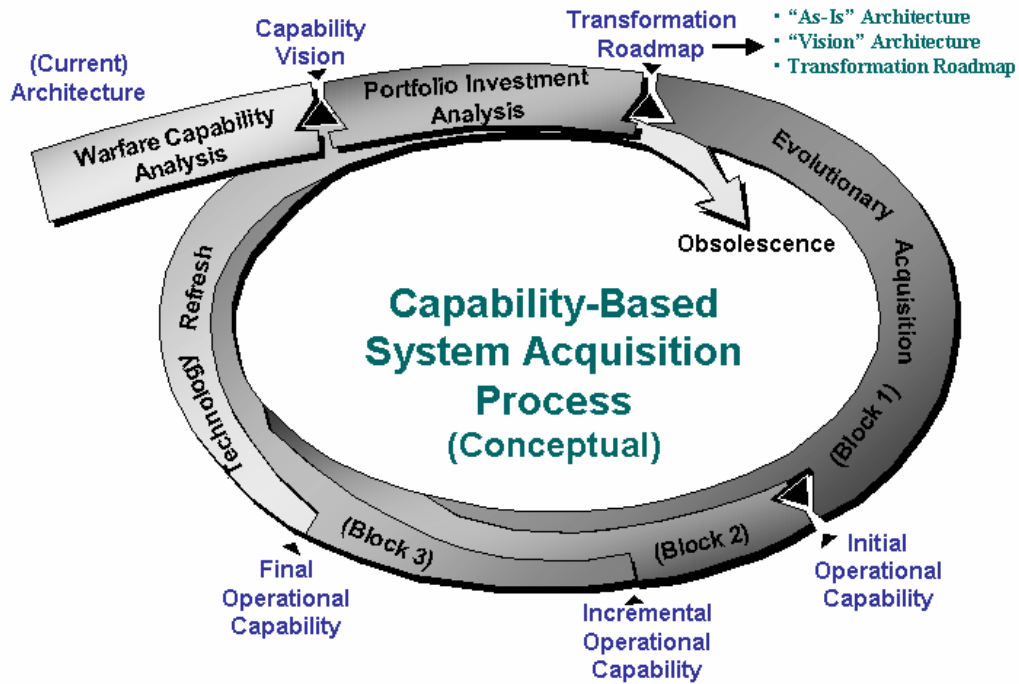 (Current)
Architecture
Capability
Vision
Transformation
Roadmap
• “As-Is” Architecture
• “Vision” Architecture
• Transformation Roadmap
Warfare Capability
Analysis
Portfolio Investment
Analysis
Evolutionary
Acquisition
(Block 1)
Obsolescence
Capability-Based
System Acquisition
Process
(Conceptual)
Technology Refresh
(Block 3)
(Block 2)
Final
Operational
Capability
Incremental
Operational
Capability
Initial
Operational
Capability